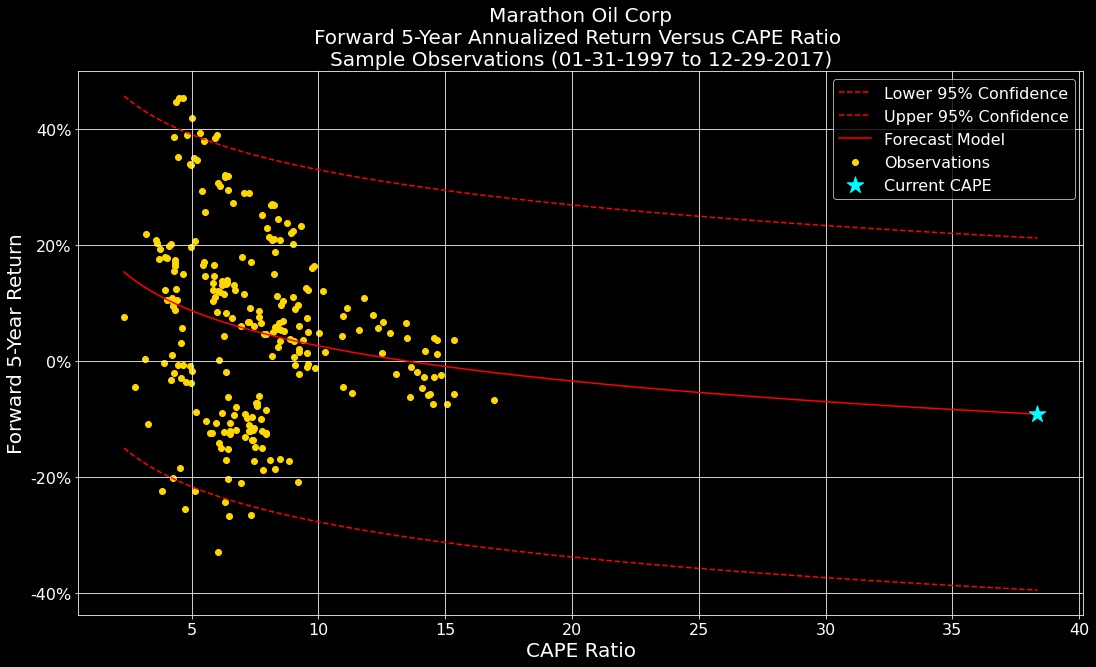 Marathon Oil Corp
Forward 5-Year Annualized Return Versus CAPE Ratio
Sample Observations (01-31-1997 to 12-29-2017)
Lower 95% Confidence
Upper 95% Confidence
Forecast Model
Observations
Current CAPE
Forward 5-Year Return
40%
20%
0%
-20%
-40%
5
10
15
20
25
30
35
40
CAPE Ratio